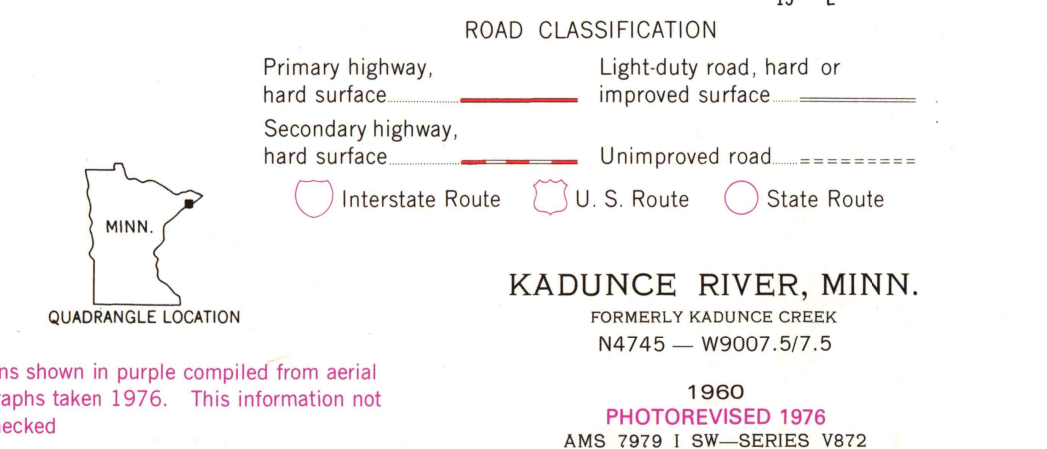 ROAD CLASSIFICATION
Primary highway,
hard surface
Light-duty road, hard or
improved surface
Secondary highway,
hard surface
Unimproved road
Interstate Route
U. S. Route
State Route
MINN.
QUADRANGLE LOCATION
KADUNCE RIVER, MINN.
FORMERLY KADUNCE CREEK
N4745 — W9007.5/7.5
ns shown in purple compiled from aerial
raphs taken 1976. This information not
ecked
1960
PHOTOREVISED 1976
AMS 7979 I SW—SERIES V872